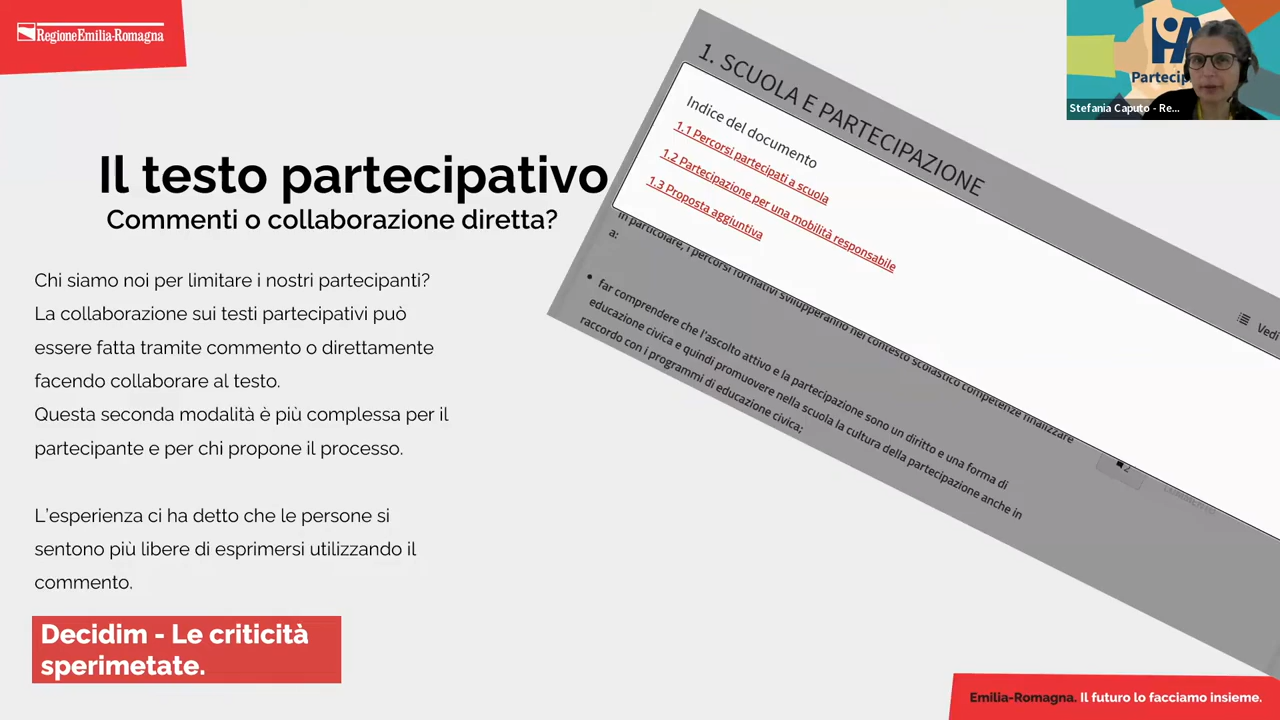 RegioneEmilia-Romagna
Partecip
Stefania Caputo - Re...
Il testo partecipativo
Commenti o collaborazione diretta?
Chi siamo noi per limitare i nostri partecipanti?
La collaborazione sui testi partecipativi può
essere fatta tramite commento o direttamente
facendo collaborare al testo.
Questa seconda modalità è più complessa per il
partecipante e per chi propone il processo.
L'esperienza ci ha detto che le persone si
sentono più libere di esprimersi utilizzando il
commento.
Decidim - Le criticità
sperimetate.
1. SCUOLA E PARTECIPAZIONE
Indice del documento
1.1 Percorsi partecipati a scuola
1.2 Partecipazione per una mobilità responsabile
1.3 Proposta aggiuntiva
Vedi
In particolare, i percorsi formativi svilupperanno nel contesto scolastico competenze finalizzare
a:
• far comprendere che l'ascolto attivo e la partecipazione sono un diritto e una forma di
educazione civica e quindi promuovere nella scuola la cultura della partecipazione anche in
raccordo con i programmi di educazione civica;
2
Emilia-Romagna. Il futuro lo facciamo insieme.